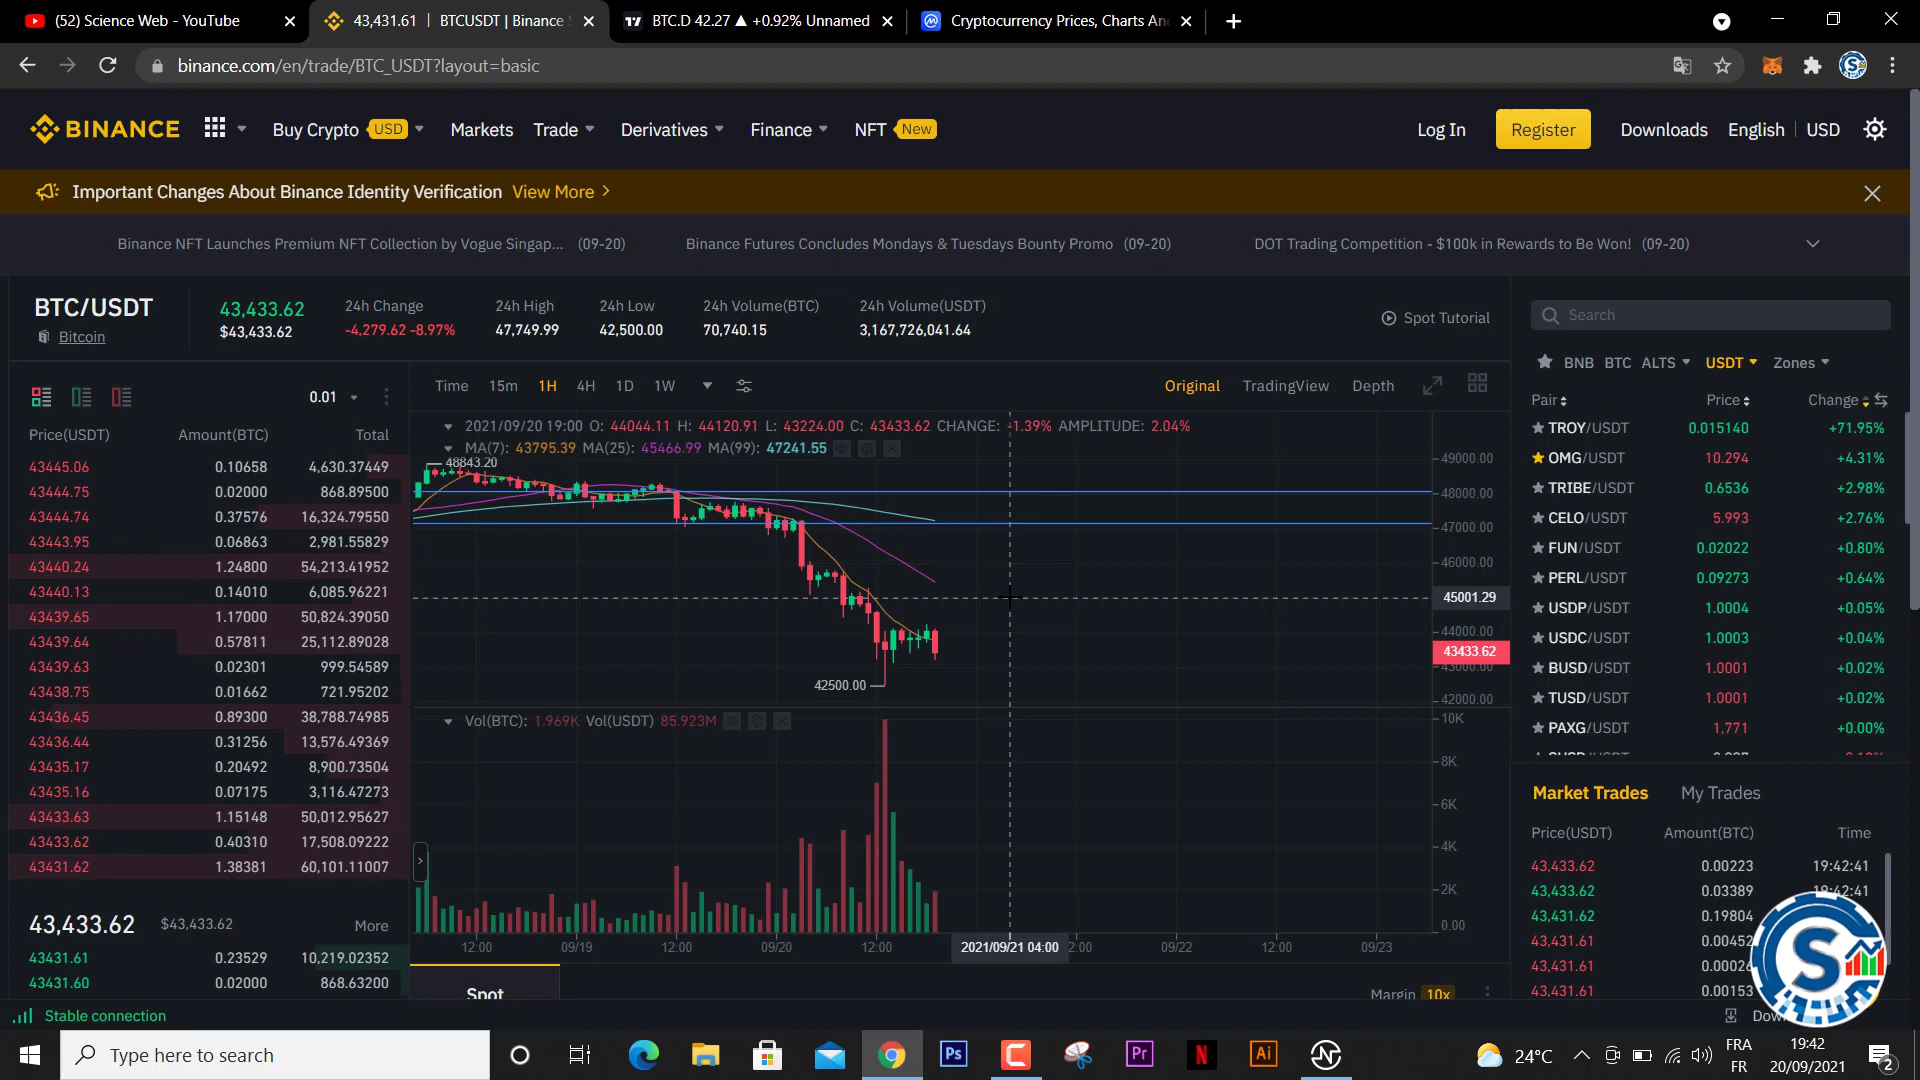 (52) Science Web - YouTube
43,431.61 | BTCUSDT | Binance S
BTC.D 42.27 ▲ +0.92% Unnamed
Cryptocurrency Prices, Charts An
binance.com/en/trade/BTC_USDT?layout=basic
BINANCE
Buy Crypto USD Markets Trade Derivatives Finance NFT New
Log In Register Downloads English USD
Important Changes About Binance Identity Verification View More
Binance NFT Launches Premium NFT Collection by Vogue Singap... (09-20)
Binance Futures Concludes Mondays & Tuesdays Bounty Promo (09-20)
DOT Trading Competition - $100k in Rewards to Be Won! (09-20)
BTC/USDT
Bitcoin
43,433.62
$43,433.62
24h Change
-4,279.62 -8.97%
24h High
47,749.99
24h Low
42,500.00
24h Volume(BTC)
70,740.15
24h Volume(USDT)
3,167,726,041.64
Spot Tutorial
0.01
Price(USDT) Amount(BTC) Total
43445.06 0.10658 4,630.37449
43444.75 0.02000 868.89500
43444.74 0.37576 16,324.79550
43443.95 0.06863 2,981.55829
43440.24 1.24800 54,213.41952
43440.13 0.14010 6,085.96221
43439.65 1.17000 50,824.39050
43439.64 0.57811 25,112.89028
43439.63 0.02301 999.54589
43438.75 0.01662 721.95202
43436.45 0.89300 38,788.74985
43436.44 0.31256 13,576.49369
43435.17 0.20492 8,900.73504
43435.16 0.07175 3,116.47273
43433.63 1.15148 50,012.95627
43433.62 0.40310 17,508.09222
43431.62 1.38381 60,101.11007
43,433.62 $43,433.62 More
43431.61 0.23529 10,219.02352
43431.60 0.02000 868.63200
Time 15m 1H 4H 1D 1W
Original TradingView Depth
2021/09/20 19:00 O: 44044.11 H: 44120.91 L: 43224.00 C: 43433.62 CHANGE: -1.39% AMPLITUDE: 2.04%
MA(7): 43795.39 MA(25): 45466.99 MA(99): 47241.55
48843.20
42500.00
49000.00
48000.00
47000.00
46000.00
45001.29
44000.00
43433.62
43000.00
42000.00
Vol(BTC): 1.969K Vol(USDT) 85.923M
10K
8K
6K
4K
2K
0.00
12:00 09/19 12:00 09/20 12:00 2021/09/21 04:00 2:00 09/22 12:00 09/23
Spot
Margin 10x
Search
BNB BTC ALTS USDT Zones
Pair Price Change
TROY/USDT 0.015140 +71.95%
OMG/USDT 10.294 +4.31%
TRIBE/USDT 0.6536 +2.98%
CELO/USDT 5.993 +2.76%
FUN/USDT 0.02022 +0.80%
PERL/USDT 0.09273 +0.64%
USDP/USDT 1.0004 +0.05%
USDC/USDT 1.0003 +0.04%
BUSD/USDT 1.0001 +0.02%
TUSD/USDT 1.0001 +0.02%
PAXG/USDT 1,771 +0.00%
Market Trades My Trades
Price(USDT) Amount(BTC) Time
43,433.62 0.00223 19:42:41
43,433.62 0.03389 19:42:41
43,431.62 0.19804
43,431.61 0.00452
43,431.61 0.00026
43,431.61 0.00153
S
Stable connection
Dow
Type here to search
Ps
Pr
N
Ai
24°C
FRA
FR
19:42
20/09/2021
2